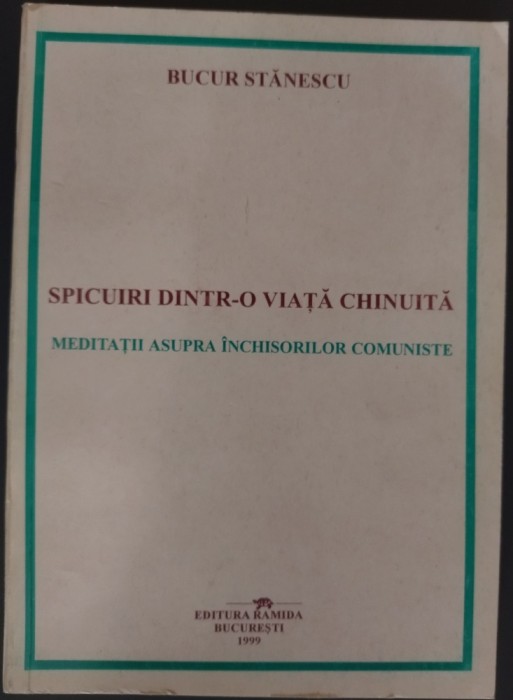 BUCUR STĂNESCU
SPICUIRI DINTR-O VIAȚĂ CHINUITĂ
MEDITAȚII ASUPRA ÎNCHISORILOR COMUNISTE
EDITURA RAMIDA
BUCUREȘTI
1999